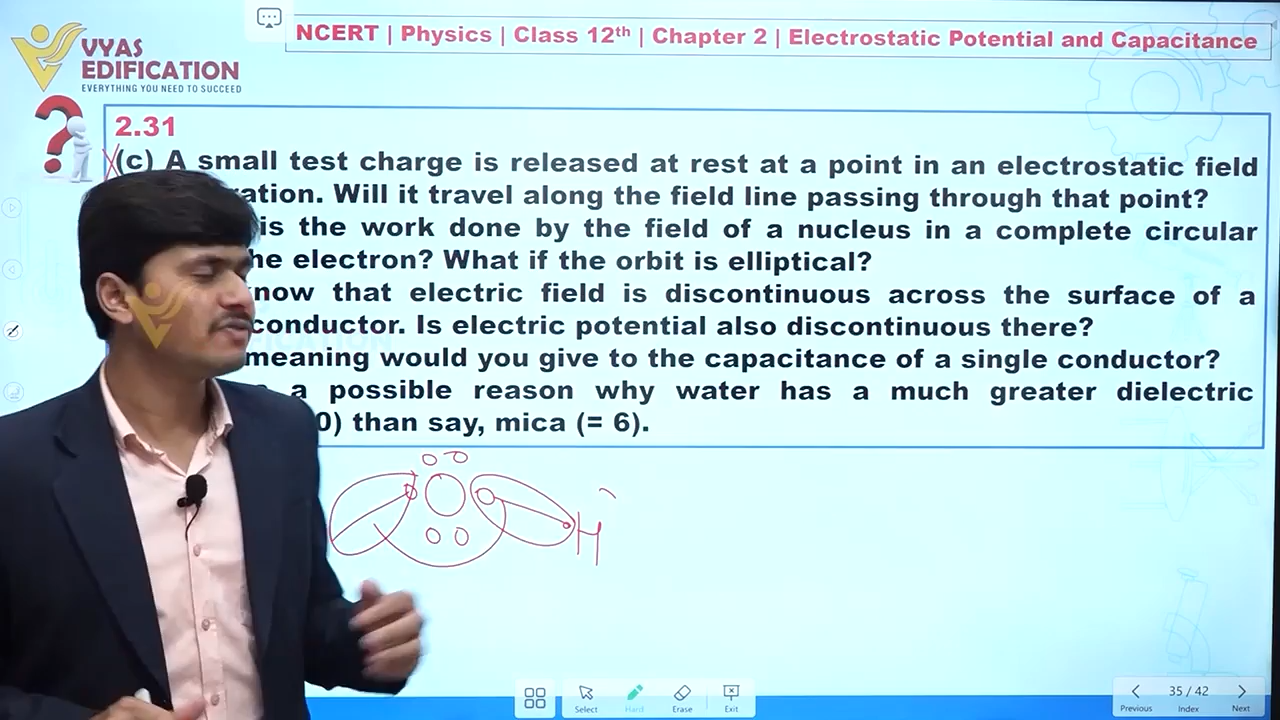 VYAS
EDIFICATION
EVERYTHING YOU NEED TO SUCCEED
NCERT | Physics | Class 12th | Chapter 2 | Electrostatic Potential and Capacitance
2.31
(c) A small test charge is released at rest at a point in an electrostatic field
ration. Will it travel along the field line passing through that point?
is the work done by the field of a nucleus in a complete circular
he electron? What if the orbit is elliptical?
now that electric field is discontinuous across the surface of a
conductor. Is electric potential also discontinuous there?
meaning would you give to the capacitance of a single conductor?
a possible reason why water has a much greater dielectric
0) than say, mica (= 6).
H
Select
Hard
Erase
Exit
35 / 42
Previous
Index
Next